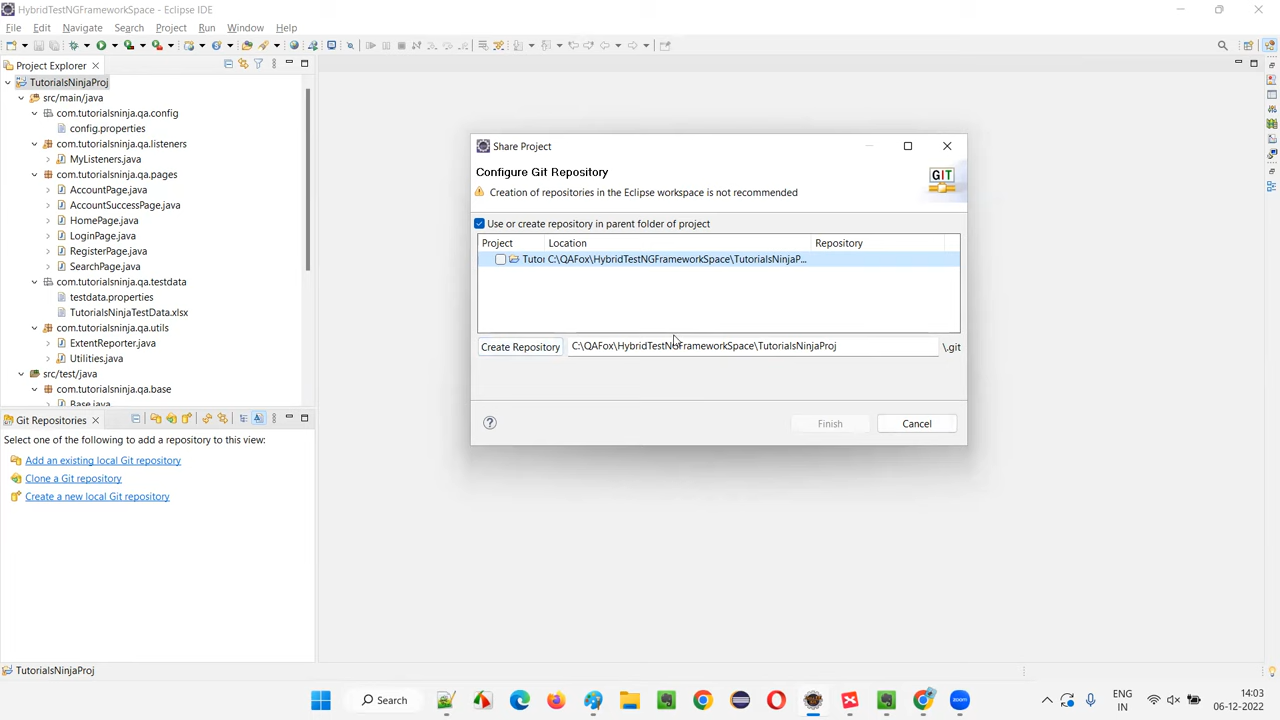 HybridTestNGFrameworkSpace - Eclipse IDE
File Edit Navigate Search Project Run Window Help
Project Explorer
TutorialsNinjaProj
src/main/java
com.tutorialsninja.qa.config
config.properties
com.tutorialsninja.qa.listeners
MyListeners.java
com.tutorialsninja.qa.pages
AccountPage.java
AccountSuccessPage.java
HomePage.java
LoginPage.java
RegisterPage.java
SearchPage.java
com.tutorialsninja.qa.testdata
testdata.properties
TutorialsNinjaTestData.xlsx
com.tutorialsninja.qa.utils
ExtentReporter.java
Utilities.java
src/test/java
com.tutorialsninja.qa.base
Base.java
Git Repositories
Select one of the following to add a repository to this view:
Add an existing local Git repository
Clone a Git repository
Create a new local Git repository
Share Project
Configure Git Repository
GIT
Creation of repositories in the Eclipse workspace is not recommended
Use or create repository in parent folder of project
Project Location Repository
Tutor C:\QAFox\HybridTestNGFrameworkSpace\TutorialsNinjaP...
Create Repository C:\QAFox\HybridTestNGFrameworkSpace\TutorialsNinjaProj \.git
Finish Cancel
TutorialsNinjaProj
Search
zoom
ENG
IN
14:03
06-12-2022